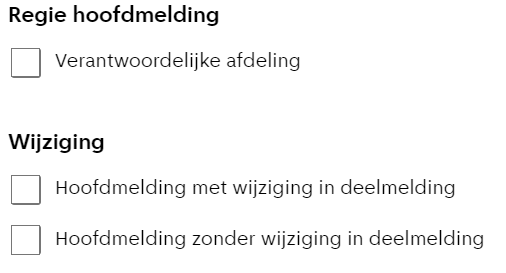 Regie hoofdmelding
Verantwoordelijke afdeling
Wijziging
Hoofdmelding met wijziging in deelmelding
Hoofdmelding zonder wijziging in deelmelding